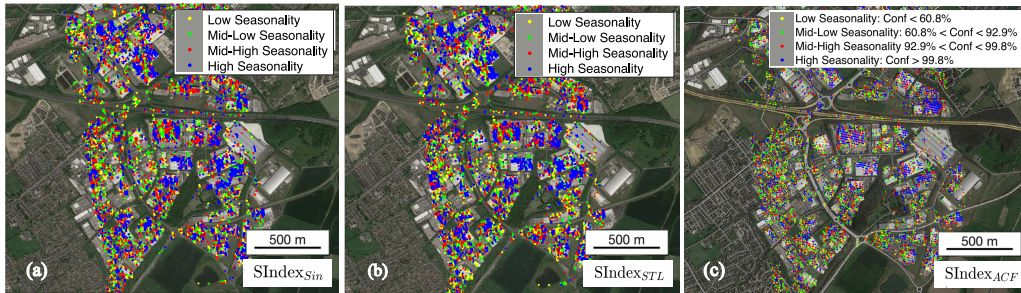 Low Seasonality
Mid-Low Seasonality
Mid-High Seasonality
High Seasonality
500 m
(a)
SIndex_Sin
Low Seasonality
Mid-Low Seasonality
Mid-High Seasonality
High Seasonality
500 m
(b)
SIndex_STL
Low Seasonality: Conf < 60.8%
Mid-Low Seasonality: 60.8% < Conf < 92.9%
Mid-High Seasonality 92.9% < Conf < 99.8%
High Seasonality: Conf > 99.8%
500 m
(c)
SIndex_ACF